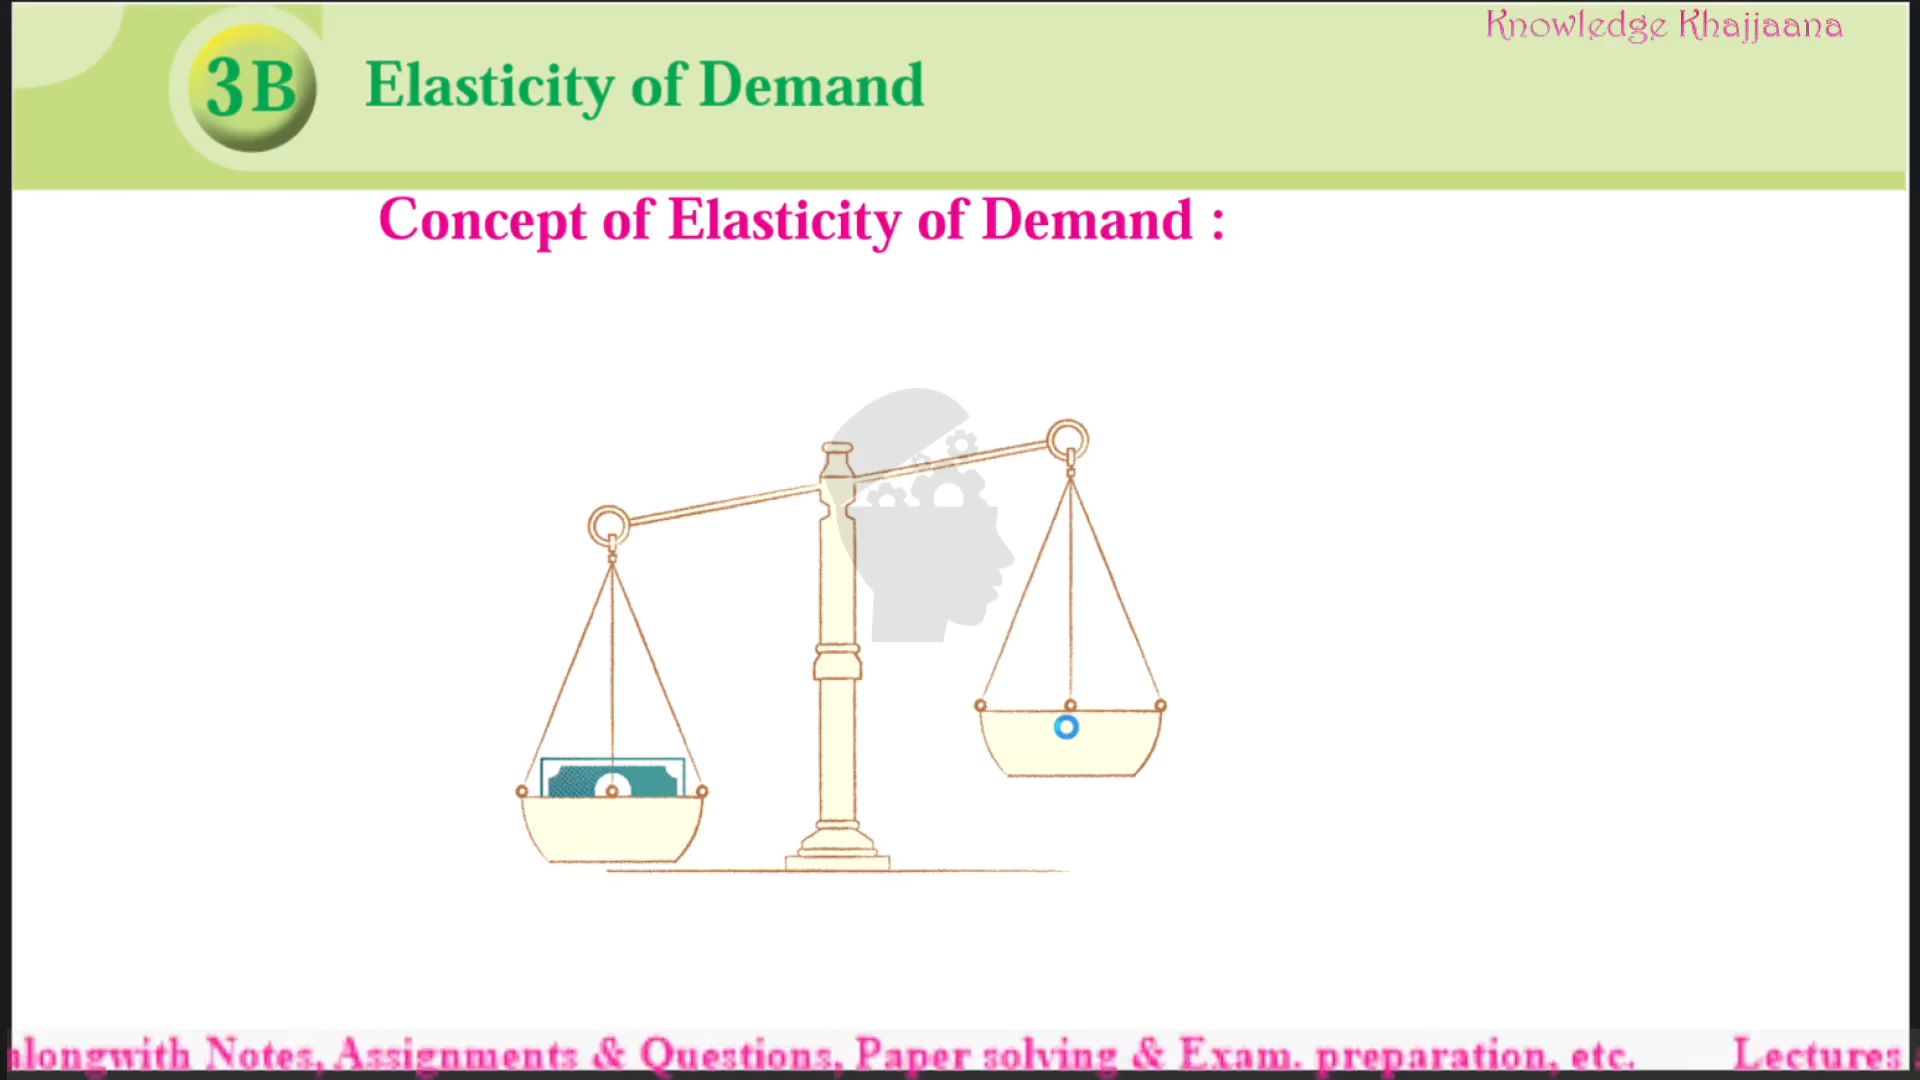 Knowledge Khajjaana
3B Elasticity of Demand
Concept of Elasticity of Demand :
alongwith Notes, Assignments & Questions, Paper solving & Exam. preparation, etc. Lectures